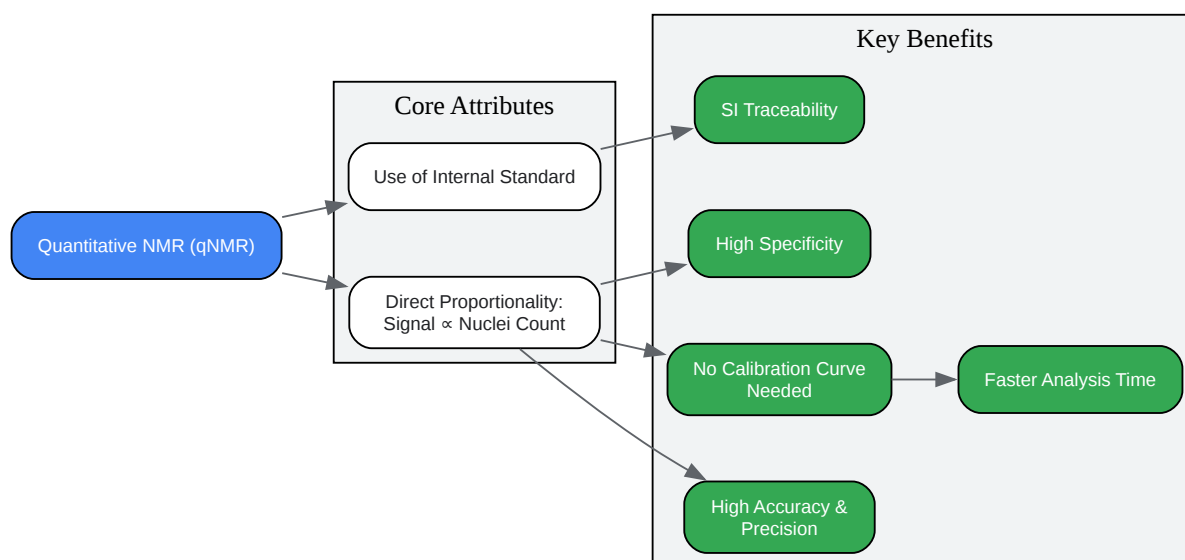 Key Benefits
Core Attributes
SI Traceability
Use of Internal Standard
Quantitative NMR (qNMR)
High Specificity
Direct Proportionality:
Signal ∝ Nuclei Count
No Calibration Curve
Needed
Faster Analysis Time
High Accuracy &
Precision